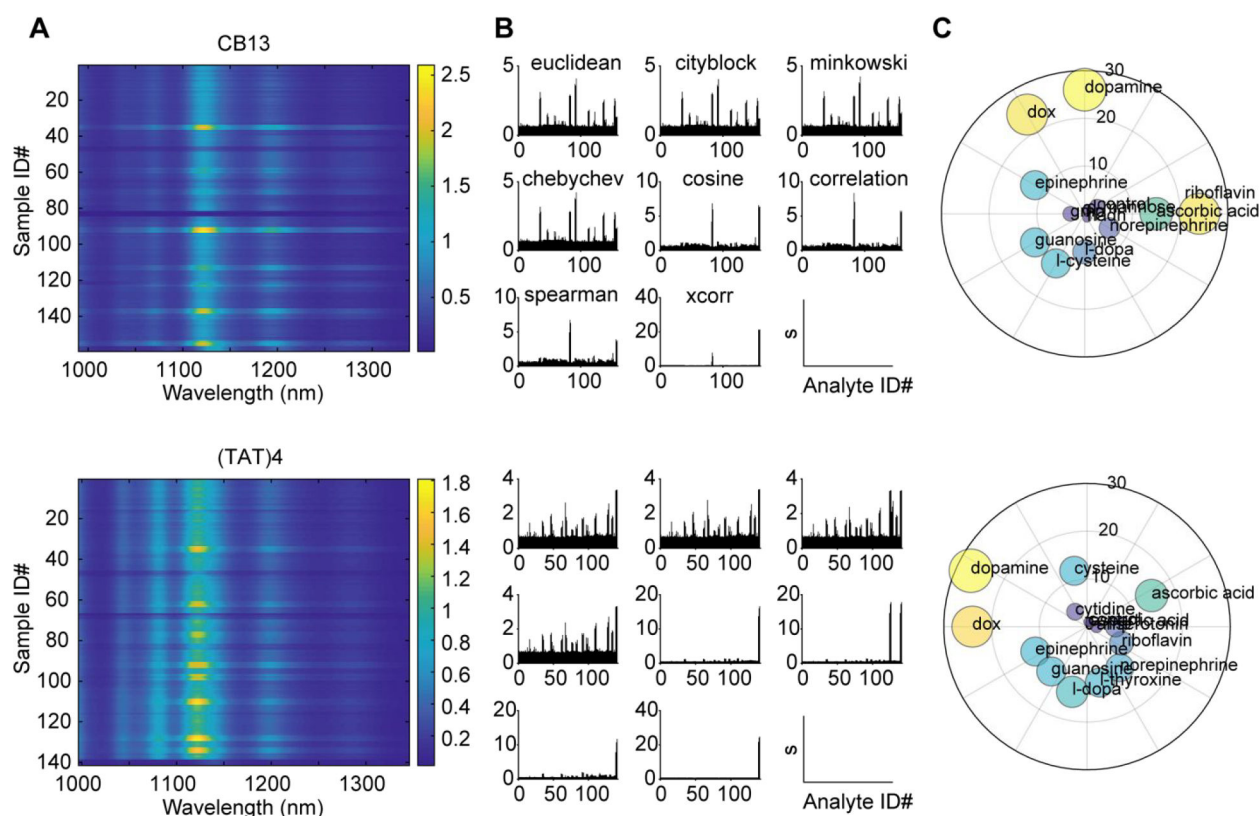 A
B
C
CB13
Sample ID#
20
40
60
80
100
120
140
1000 1100 1200 1300
Wavelength (nm)
2.5
2
1.5
1
0.5
euclidean
cityblock
minkowski
5
0
0 100
5
0
0 100
5
0
0 100
chebychev
cosine
correlation
5
0
0 100
10
5
0
0 100
10
5
0
0 100
spearman
xcorr
10
5
0
0 100
40
20
0
0 100
s
Analyte ID#
30
20
10
dopamine
dox
epinephrine
control
riboflavin
ascorbic acid
norepinephrine
guanosine
l-dopa
l-cysteine
(TAT)4
Sample ID#
20
40
60
80
100
120
140
1000 1100 1200 1300
Wavelength (nm)
1.8
1.6
1.4
1.2
1
0.8
0.6
0.4
0.2
4
2
0
0 50 100
4
2
0
0 50 100
4
2
0
0 50 100
4
2
0
0 50 100
20
10
0
0 50 100
20
10
0
0 50 100
20
10
0
0 50 100
40
20
0
0 50 100
s
Analyte ID#
30
20
10
dopamine
cysteine
ascorbic acid
cytidine
dox
serotonin
riboflavin
epinephrine
norepinephrine
guanosine
l-thyroxine
l-dopa